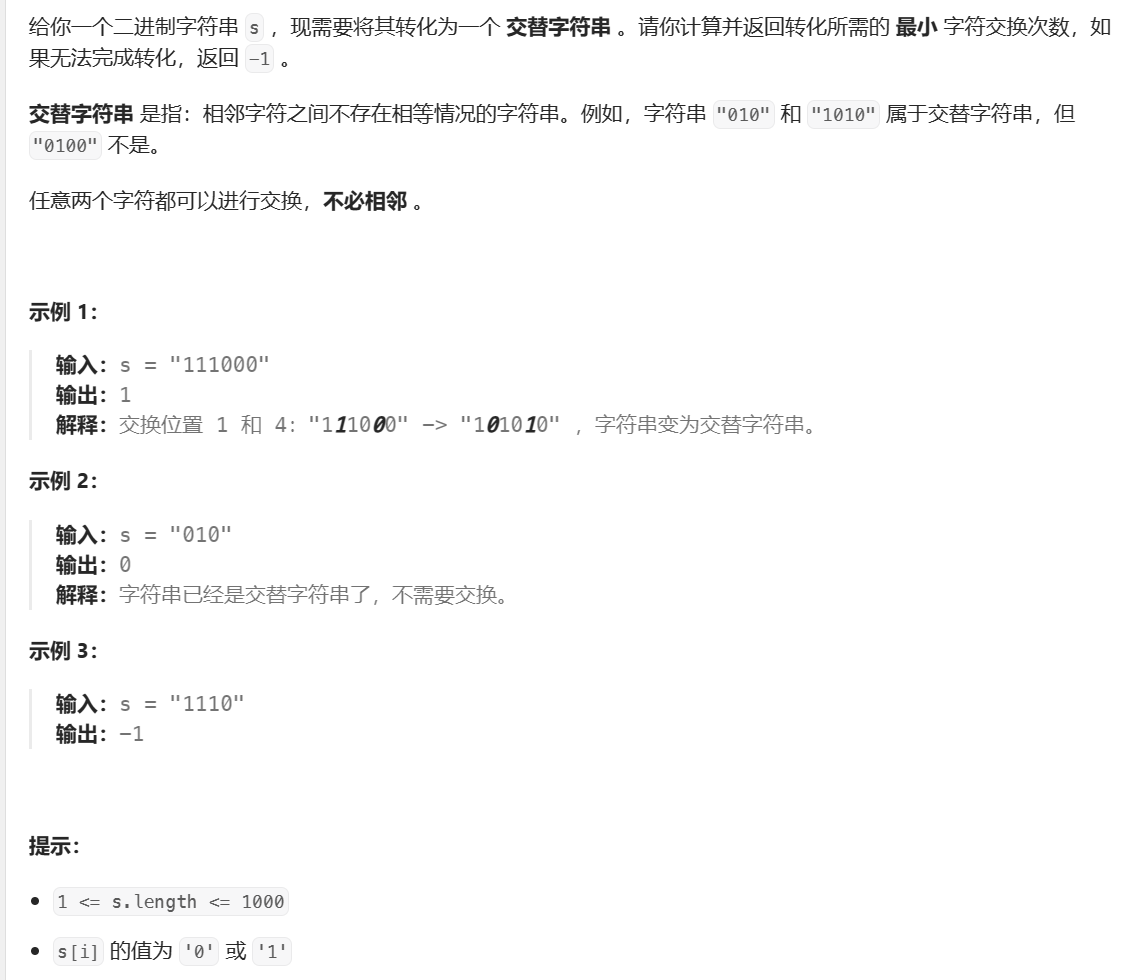 给你一个二进制字符串 s ，现需要将其转化为一个 交替字符串 。请你计算并返回转化所需的 最小 字符交换次数，如
果无法完成转化，返回 -1 。
交替字符串 是指：相邻字符之间不存在相等情况的字符串。例如，字符串 "010" 和 "1010" 属于交替字符串，但
"0100" 不是。
任意两个字符都可以进行交换，不必相邻 。
示例 1：
输入：s = "111000"
输出：1
解释：交换位置 1 和 4："111000" -> "101010" ，字符串变为交替字符串。
示例 2：
输入：s = "010"
输出：0
解释：字符串已经是交替字符串了，不需要交换。
示例 3：
输入：s = "1110"
输出：-1
提示：
• 1 <= s.length <= 1000
• s[i] 的值为 '0' 或 '1'